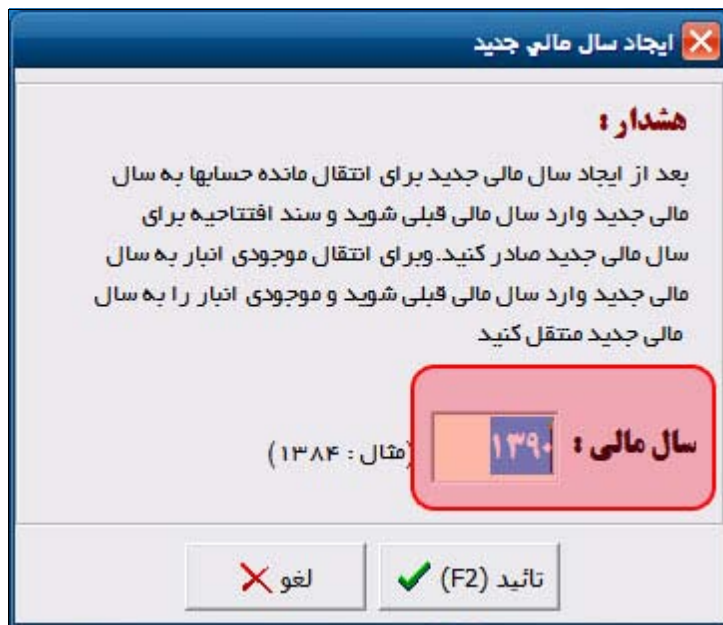 ایجاد سال مالی جدید
هشدار :
بعد از ایجاد سال مالی جدید برای انتقال مانده حسابها به سال
مالی جدید وارد سال مالی قبلی شوید و سند افتتاحیه برای
سال مالی جدید صادر کنید.وبرای انتقال موجودی انبار به سال
مالی جدید وارد سال مالی قبلی شوید و موجودی انبار را به سال
مالی جدید منتقل کنید
سال مالی : ۱۳۹۰ (مثال : ۱۳۸۴)
تائید (F2) لغو